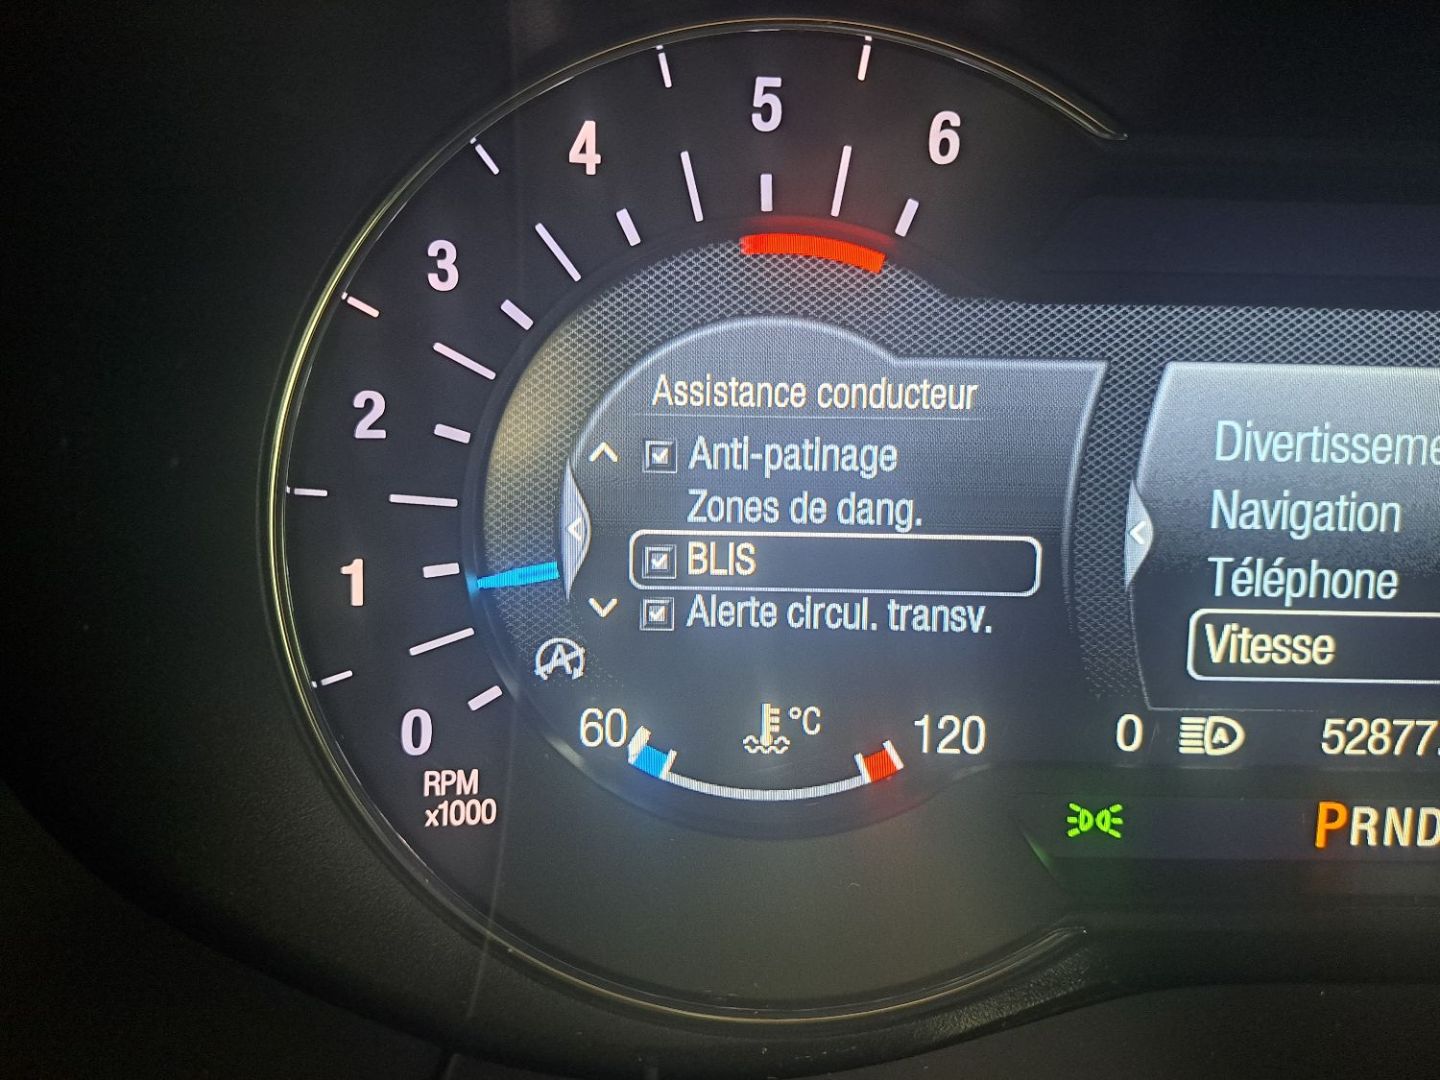 5
4
6
3
2
1
0
RPM
x1000
Assistance conducteur
Anti-patinage
Zones de dang.
BLIS
Alerte circul. transv.
60
°C
120
Navigation
Téléphone
Vitesse
0
A
A
PRND